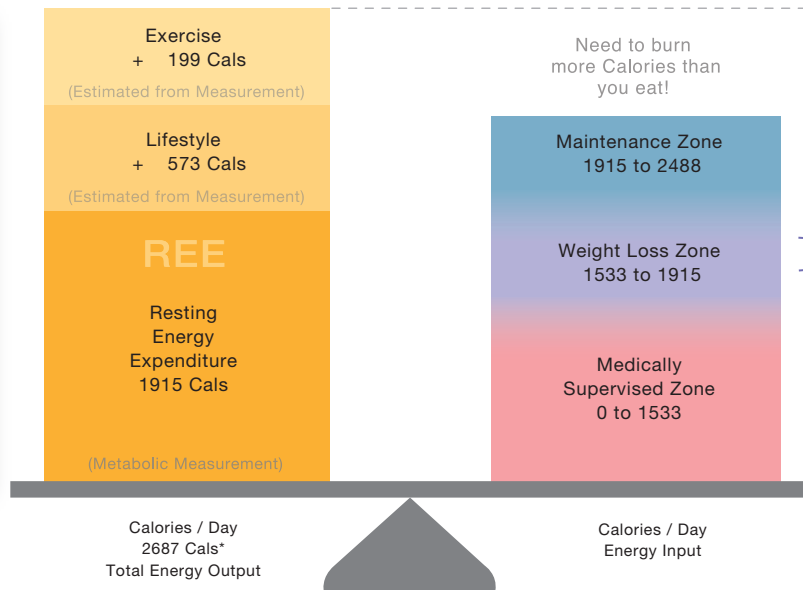 Exercise
+ 199 Cals
(Estimated from Measurement)
Lifestyle
+ 573 Cals
(Estimated from Measurement)
REE
Resting
Energy
Expenditure
1915 Cals
(Metabolic Measurement)
Calories / Day
2687 Cals*
Total Energy Output
Need to burn
more Calories than
you eat!
Maintenance Zone
1915 to 2488
Weight Loss Zone
1533 to 1915
Medically
Supervised Zone
0 to 1533
Calories / Day
Energy Input